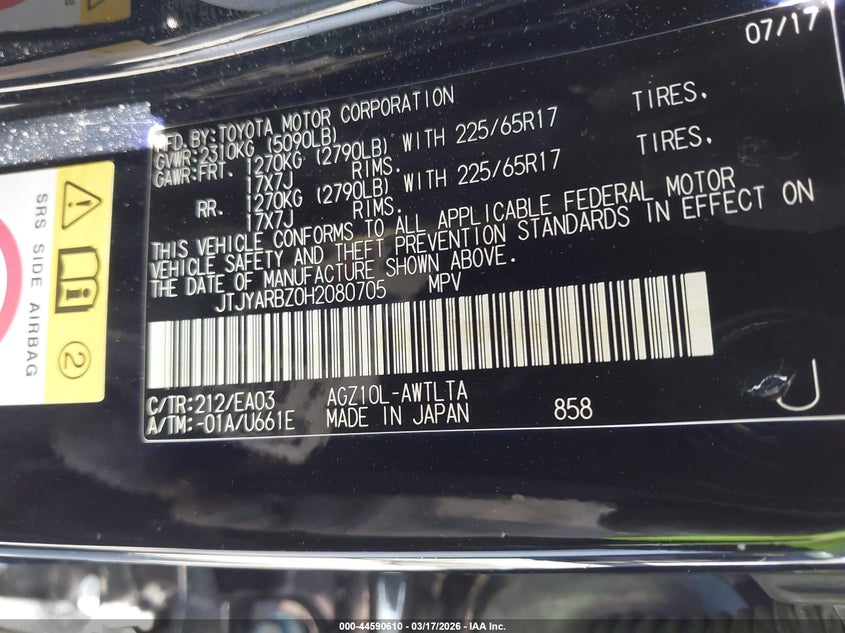 07/17
MFD.BY:TOYOTA MOTOR CORPORATION
GVWR:2310KG (5090LB)
GAWR:FRT. 1270KG (2790LB) WITH 225/65R17 TIRES,
17X7J RIMS.
RR. 1270KG (2790LB) WITH 225/65R17 TIRES,
17X7J RIMS.
THIS VEHICLE CONFORMS TO ALL APPLICABLE FEDERAL MOTOR
VEHICLE SAFETY AND THEFT PREVENTION STANDARDS IN EFFECT ON
THE DATE OF MANUFACTURE SHOWN ABOVE.
JTJYARBZ0H2080705 MPV
C/TR:212/EA03 AGZ10L-AWTLTA
A/TM:-01A/U661E MADE IN JAPAN 858
J
SRS SIDE AIRBAG
2
000-44590610 - 03/17/2026 - IAA Inc.